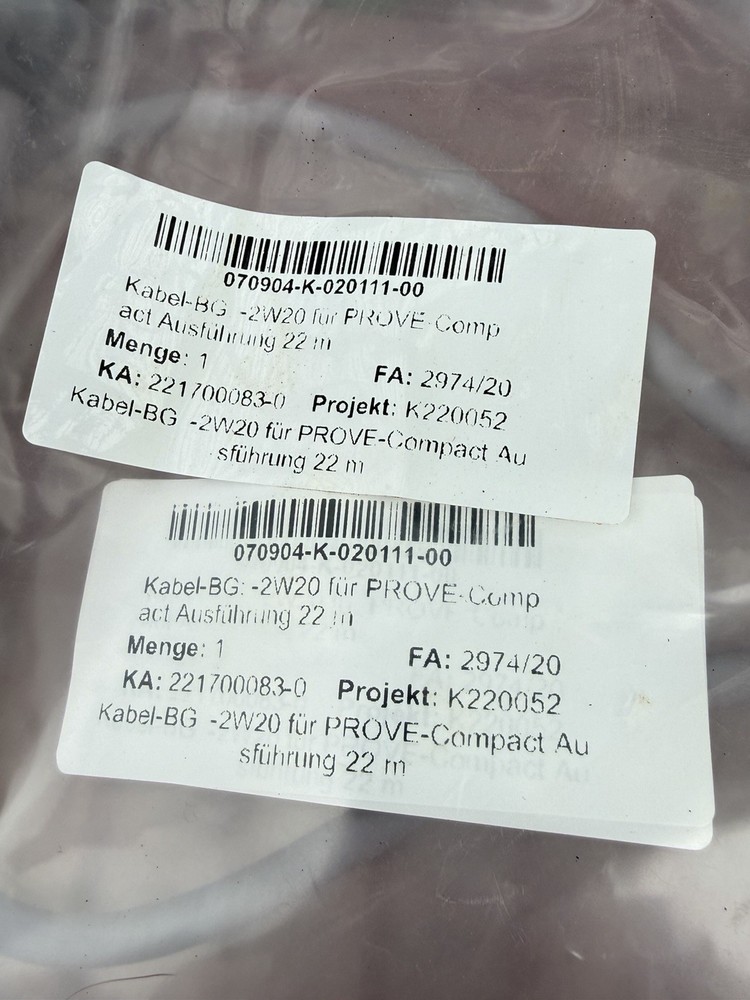 070904-K-020111-00
Kabel-BG -2W20 für PROVE-Comp
act Ausführung 22 m
Menge: 1
FA: 2974/20
KA: 221700083-0 Projekt: K220052
Kabel-BG -2W20 für PROVE-Compact Au
sführung 22 m
070904-K-020111-00
Kabel-BG: -2W20 für PROVE-Comp
act Ausführung 22 m
Menge: 1
FA: 2974/20
KA: 221700083-0 Projekt: K220052
Kabel-BG -2W20 für PROVE-Compact Au
sführung 22 m